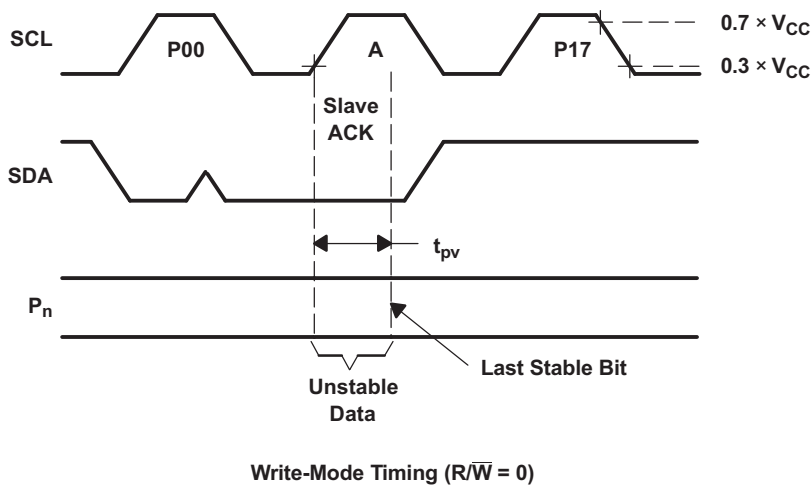 SCL
P00
A
P17
0.7 × VCC
0.3 × VCC
Slave
ACK
SDA
tpv
Pn
Last Stable Bit
Unstable
Data
Write-Mode Timing (R/W̅ = 0)